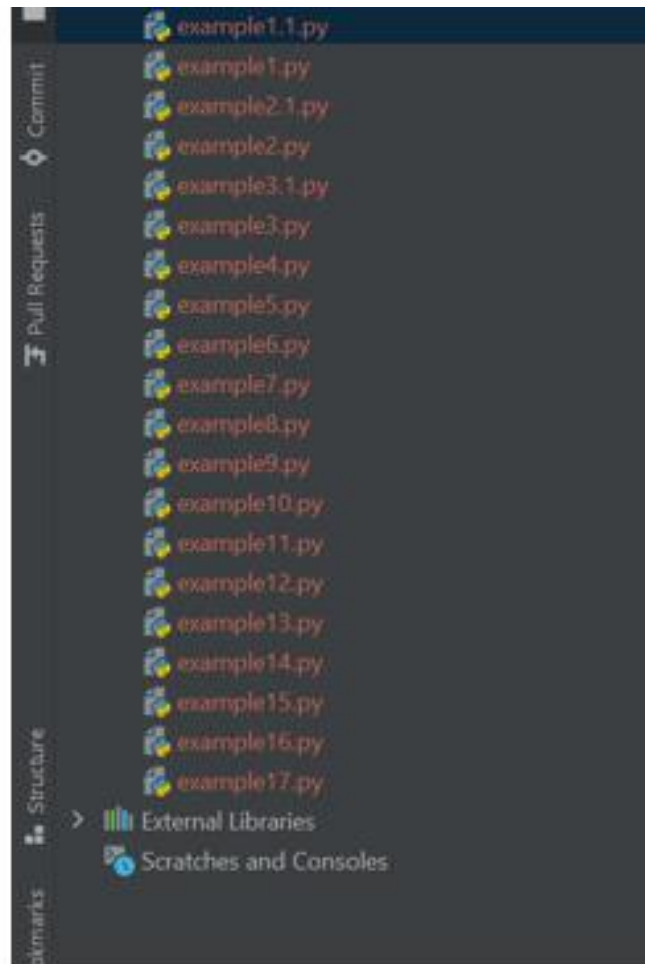 example1.1.py
example1.py
example2.1.py
example2.py
example3.1.py
example3.py
example4.py
example5.py
example6.py
example7.py
example8.py
example9.py
example10.py
example11.py
example12.py
example13.py
example14.py
example15.py
example16.py
example17.py
External Libraries
Scratches and Consoles
Commit
Pull Requests
Structure
okmarks